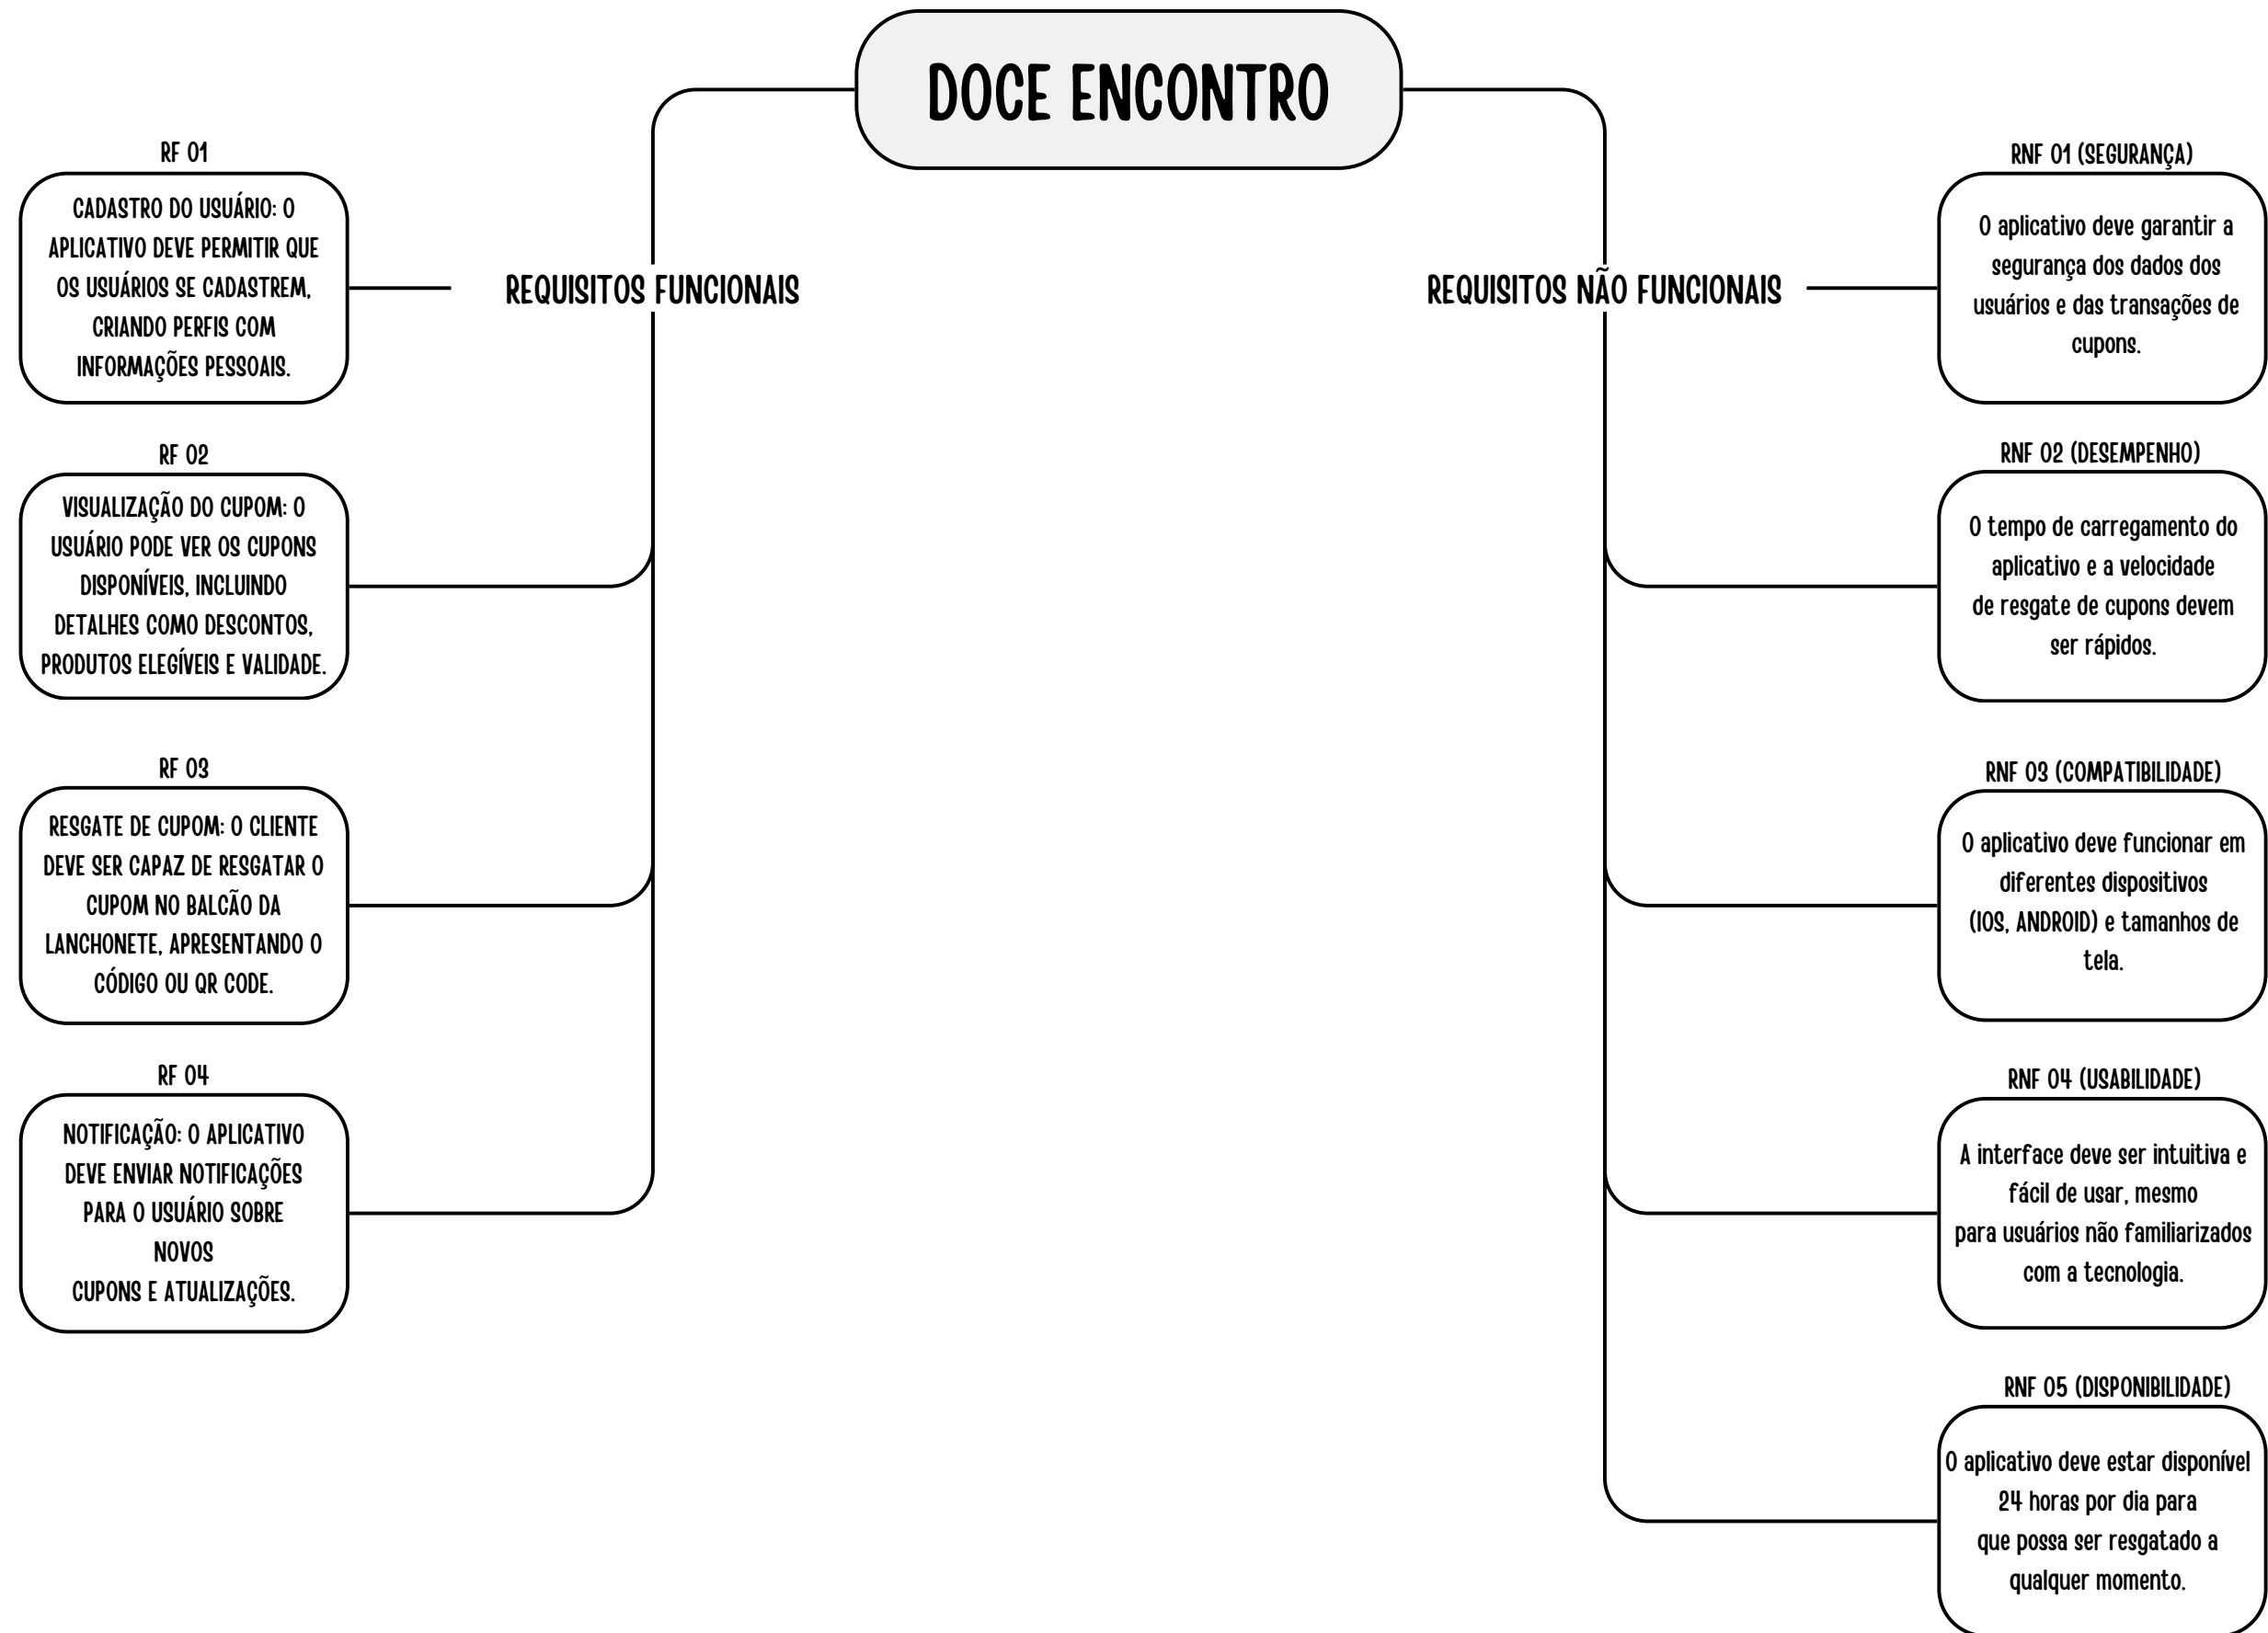 DOCE ENCONTRO
REQUISITOS FUNCIONAIS
RF 01
CADASTRO DO USUÁRIO: O
APLICATIVO DEVE PERMITIR QUE
OS USUÁRIOS SE CADASTREM,
CRIANDO PERFIS COM
INFORMAÇÕES PESSOAIS.
RF 02
VISUALIZAÇÃO DO CUPOM: O
USUÁRIO PODE VER OS CUPONS
DISPONÍVEIS, INCLUINDO
DETALHES COMO DESCONTOS,
PRODUTOS ELEGÍVEIS E VALIDADE.
RF 03
RESGATE DE CUPOM: O CLIENTE
DEVE SER CAPAZ DE RESGATAR O
CUPOM NO BALCÃO DA
LANCHONETE, APRESENTANDO O
CÓDIGO OU QR CODE.
RF 04
NOTIFICAÇÃO: O APLICATIVO
DEVE ENVIAR NOTIFICAÇÕES
PARA O USUÁRIO SOBRE
NOVOS
CUPONS E ATUALIZAÇÕES.
REQUISITOS NÃO FUNCIONAIS
RNF 01 (SEGURANÇA)
O aplicativo deve garantir a
segurança dos dados dos
usuários e das transações de
cupons.
RNF 02 (DESEMPENHO)
O tempo de carregamento do
aplicativo e a velocidade
de resgate de cupons devem
ser rápidos.
RNF 03 (COMPATIBILIDADE)
O aplicativo deve funcionar em
diferentes dispositivos
(IOS, ANDROID) e tamanhos de
tela.
RNF 04 (USABILIDADE)
A interface deve ser intuitiva e
fácil de usar, mesmo
para usuários não familiarizados
com a tecnologia.
RNF 05 (DISPONIBILIDADE)
O aplicativo deve estar disponível
24 horas por dia para
que possa ser resgatado a
qualquer momento.